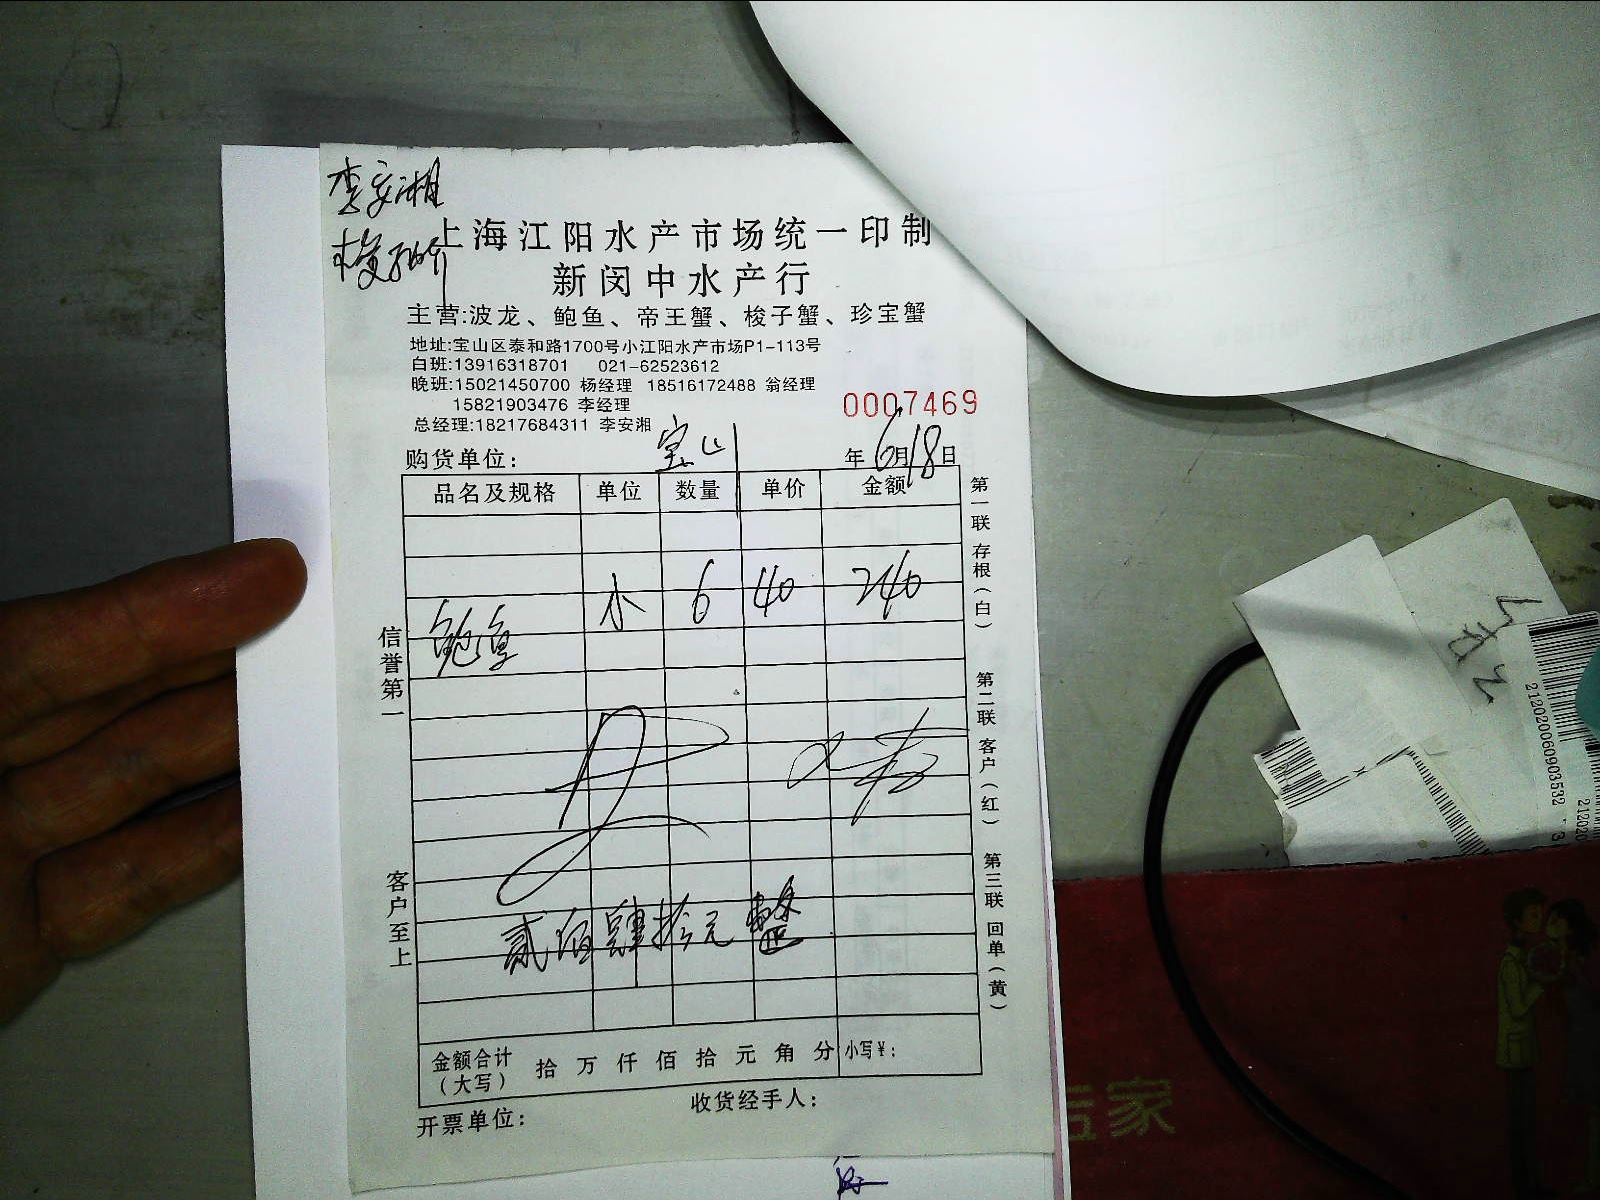 李安湘
上海江阳水产市场统一印制
新闵中水产行
主营:波龙、鲍鱼、帝王蟹、梭子蟹、珍宝蟹
地址:宝山区泰和路1700号小江阳水产市场P1-113号
白班:13916318701 021-62523612
晚班:15021450700 杨经理 18516172488 翁经理
15821903476 李经理
0007469
总经理:18217684311 李安湘
购货单位: 宝山 年 6月18日
品名及规格 单位 数量 单价 金额
鲍鱼 小 6 40 240
贰佰肆拾元整
金额合计(大写) 拾 万 仟 佰 拾 元 角 分 小写¥:
开票单位: 收货经手人:
信誉第一
客户至上
第一联 存根(白)
第二联 客户(红)
第三联 回单(黄)
212020060903532
212020
家